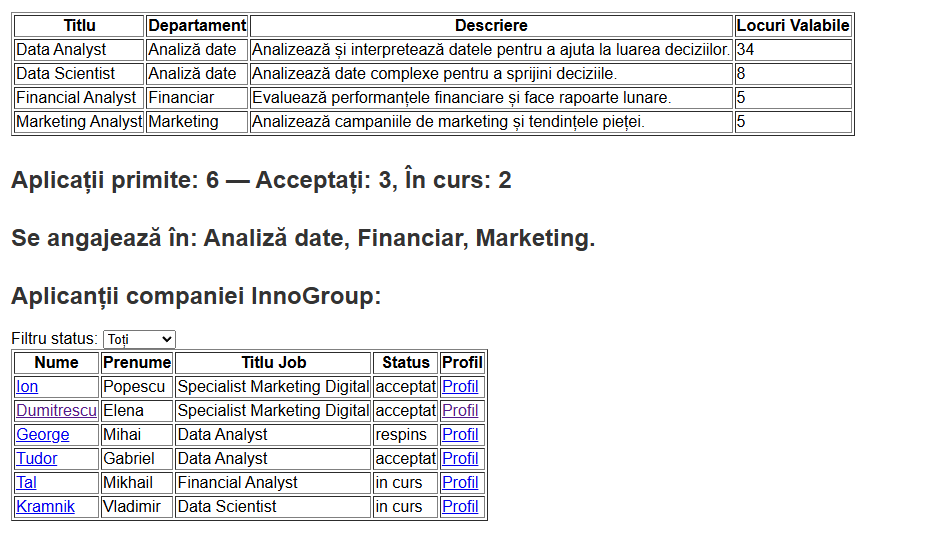 Titlu Departament Descriere Locuri Valabile
Data Analyst Analiză date Analizează și interpretează datele pentru a ajuta la luarea deciziilor. 34
Data Scientist Analiză date Analizează date complexe pentru a sprijini deciziile. 8
Financial Analyst Financiar Evaluează performanțele financiare și face rapoarte lunare. 5
Marketing Analyst Marketing Analizează campaniile de marketing și tendințele pieței. 5
Aplicații primite: 6 — Acceptați: 3, În curs: 2
Se angajează în: Analiză date, Financiar, Marketing.
Aplicanții companiei InnoGroup:
Filtru status: Toți
Nume Prenume Titlu Job Status Profil
Ion Popescu Specialist Marketing Digital acceptat Profil
Dumitrescu Elena Specialist Marketing Digital acceptat Profil
George Mihai Data Analyst respins Profil
Tudor Gabriel Data Analyst acceptat Profil
Tal Mikhail Financial Analyst in curs Profil
Kramnik Vladimir Data Scientist in curs Profil